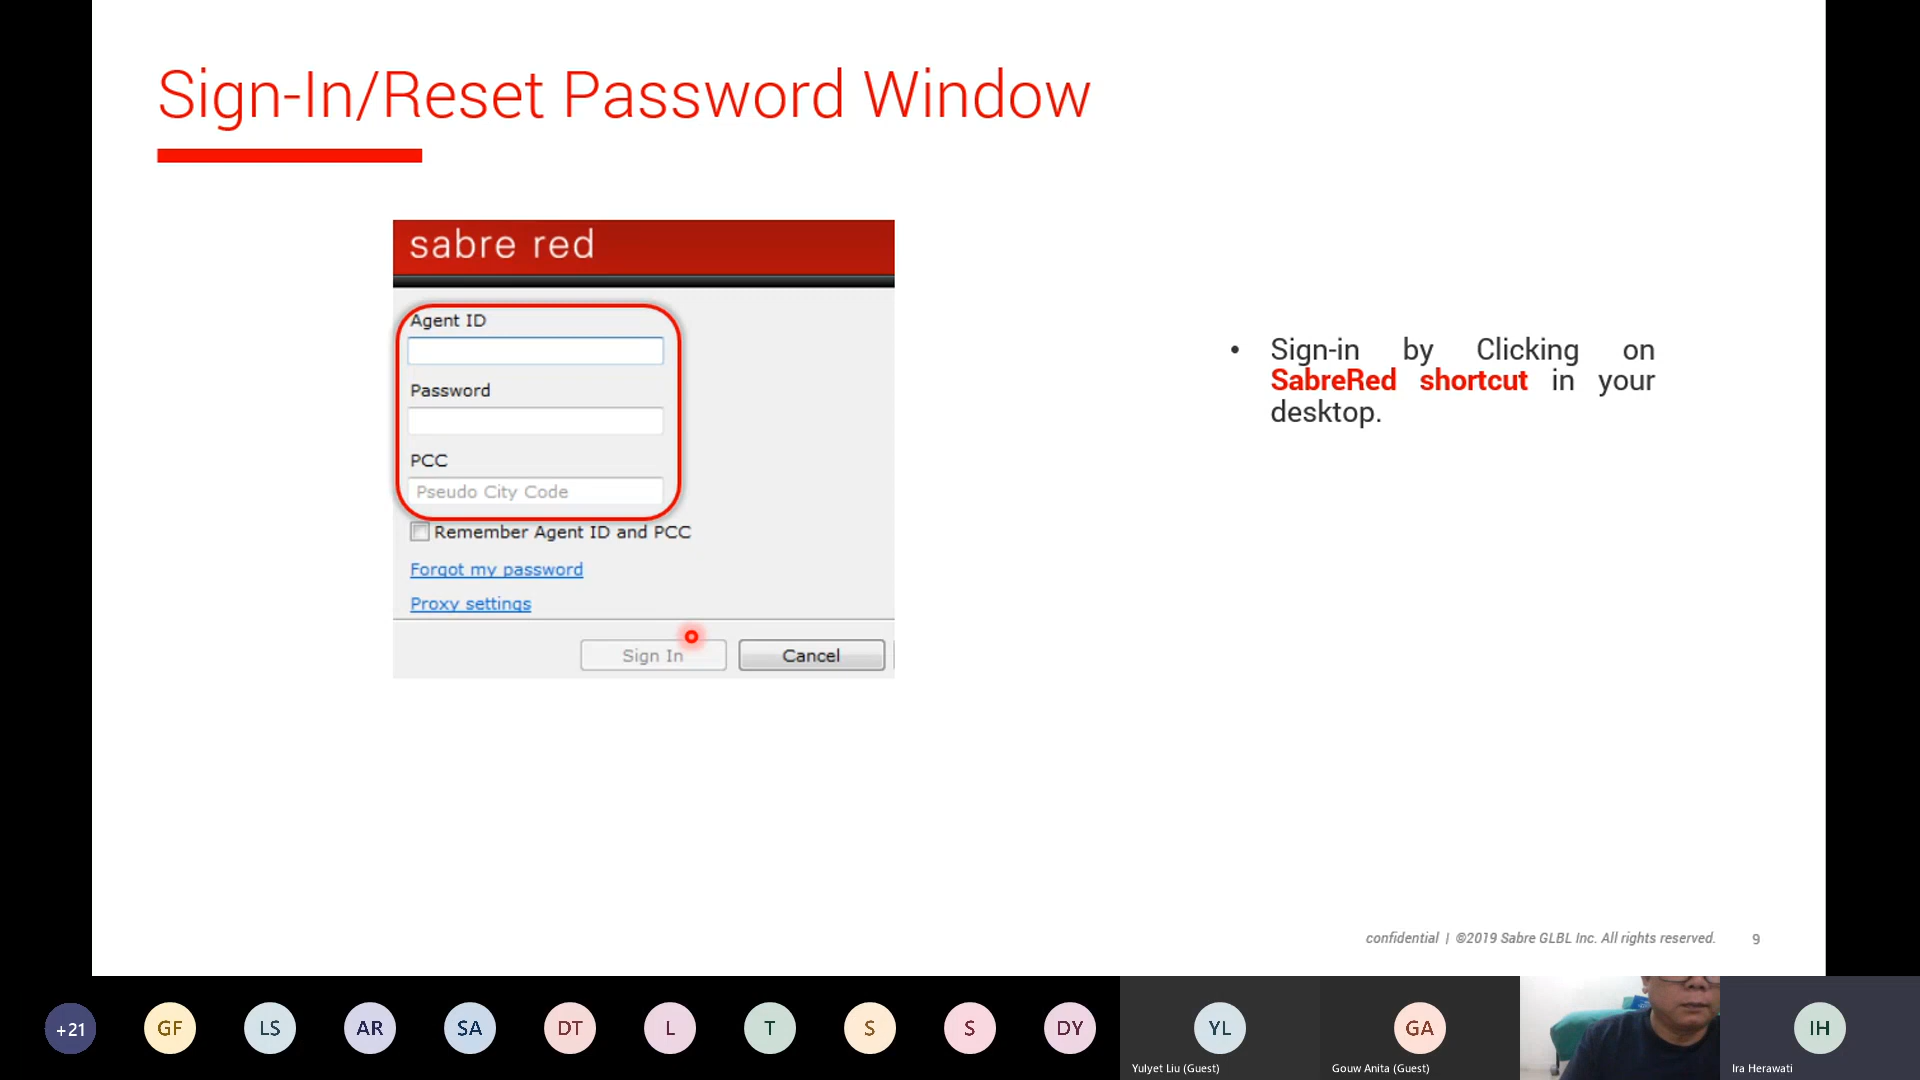 Sign-In/Reset Password Window
sabre red
Agent ID
Password
PCC
Pseudo City Code
Remember Agent ID and PCC
Forgot my password
Proxy settings
Sign In
Cancel
• Sign-in by Clicking on
SabreRed shortcut in your
desktop.
confidential | ©2019 Sabre GLBL Inc. All rights reserved.
9
+21
GF
LS
AR
SA
DT
L
T
S
S
DY
YL
Yulyet Liu (Guest)
GA
Gouw Anita (Guest)
IH
Ira Herawati